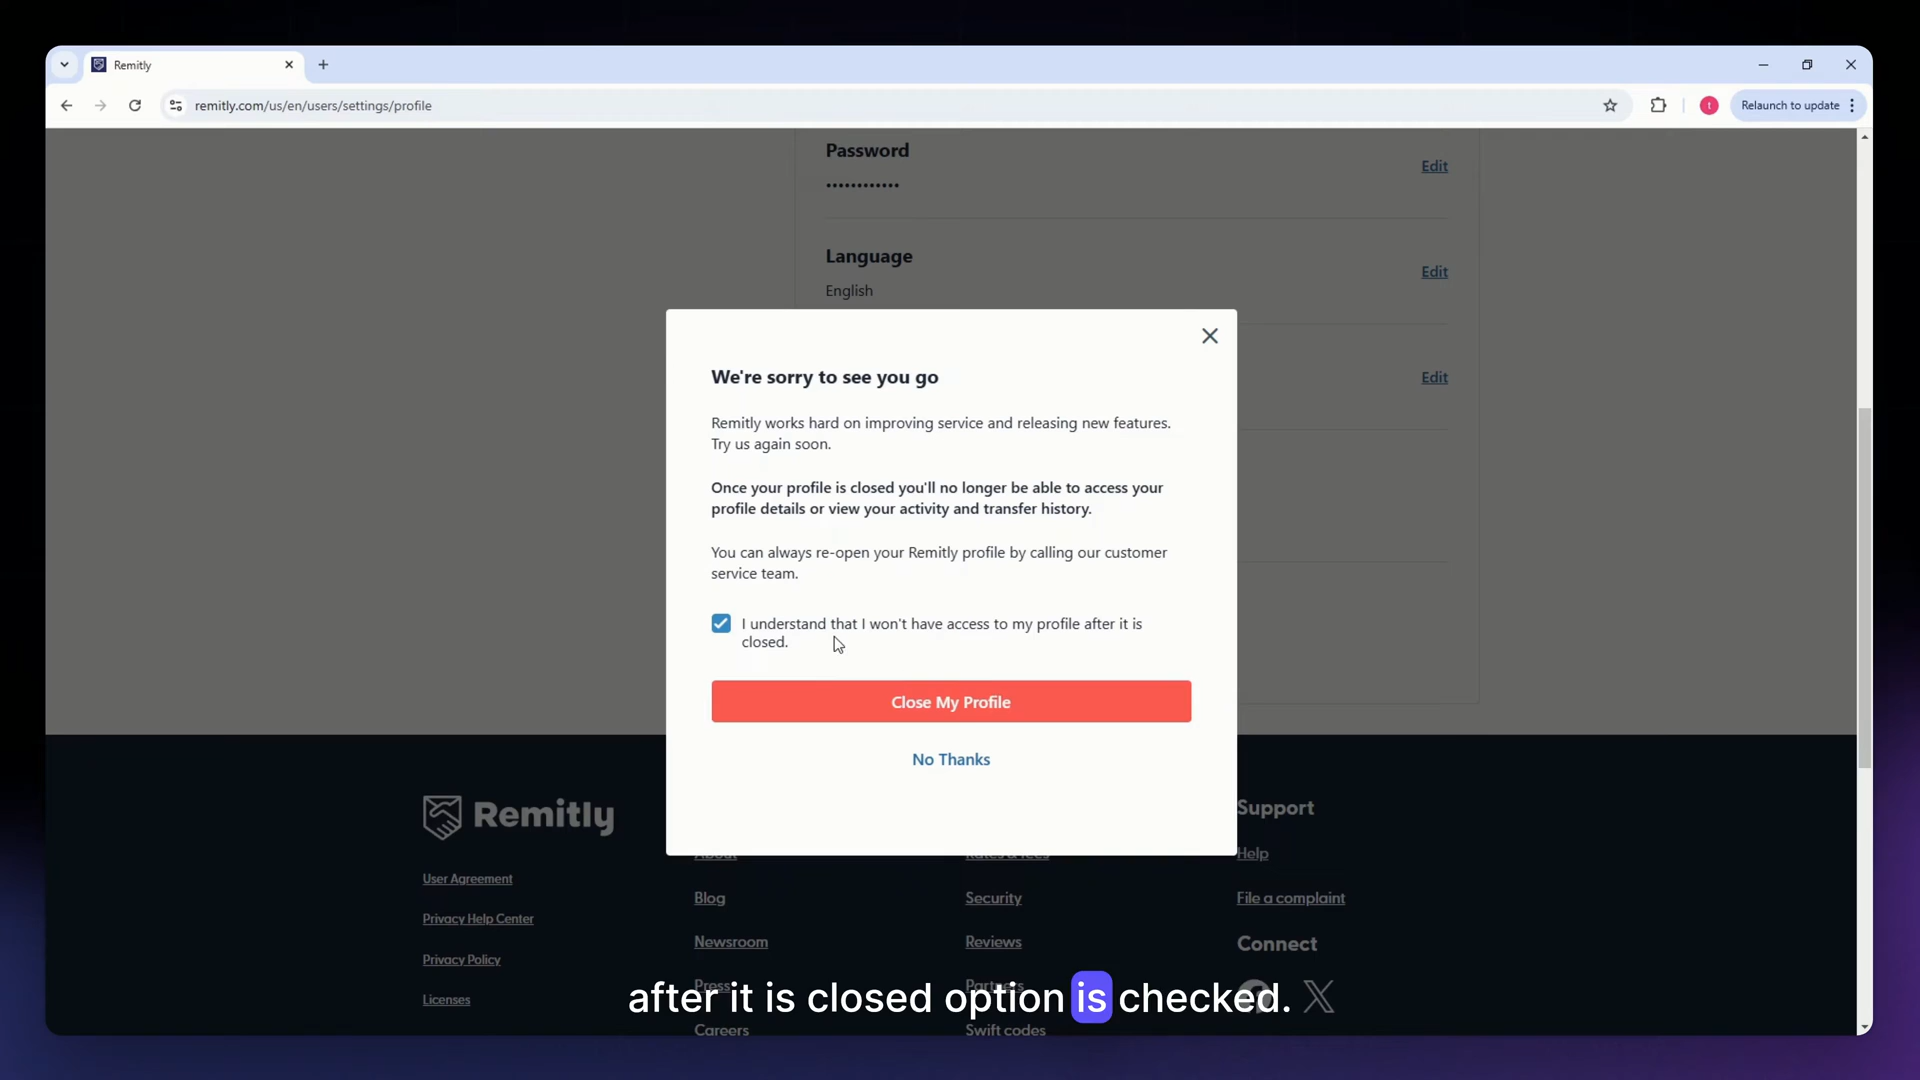 Remitly
remitly.com/us/en/users/settings/profile
t
Relaunch to update
Password
Edit
••••••••••••
Language
Edit
English
Edit
We're sorry to see you go
Remitly works hard on improving service and releasing new features.
Try us again soon.
Once your profile is closed you'll no longer be able to access your
profile details or view your activity and transfer history.
You can always re-open your Remitly profile by calling our customer
service team.
I understand that I won't have access to my profile after it is
closed.
Close My Profile
No Thanks
Remitly
User Agreement
Privacy Help Center
Privacy Policy
Licenses
About
Blog
Newsroom
Press
Careers
Rates & fees
Security
Reviews
Partners
Swift codes
Support
Help
File a complaint
Connect
after it is closed option is checked.